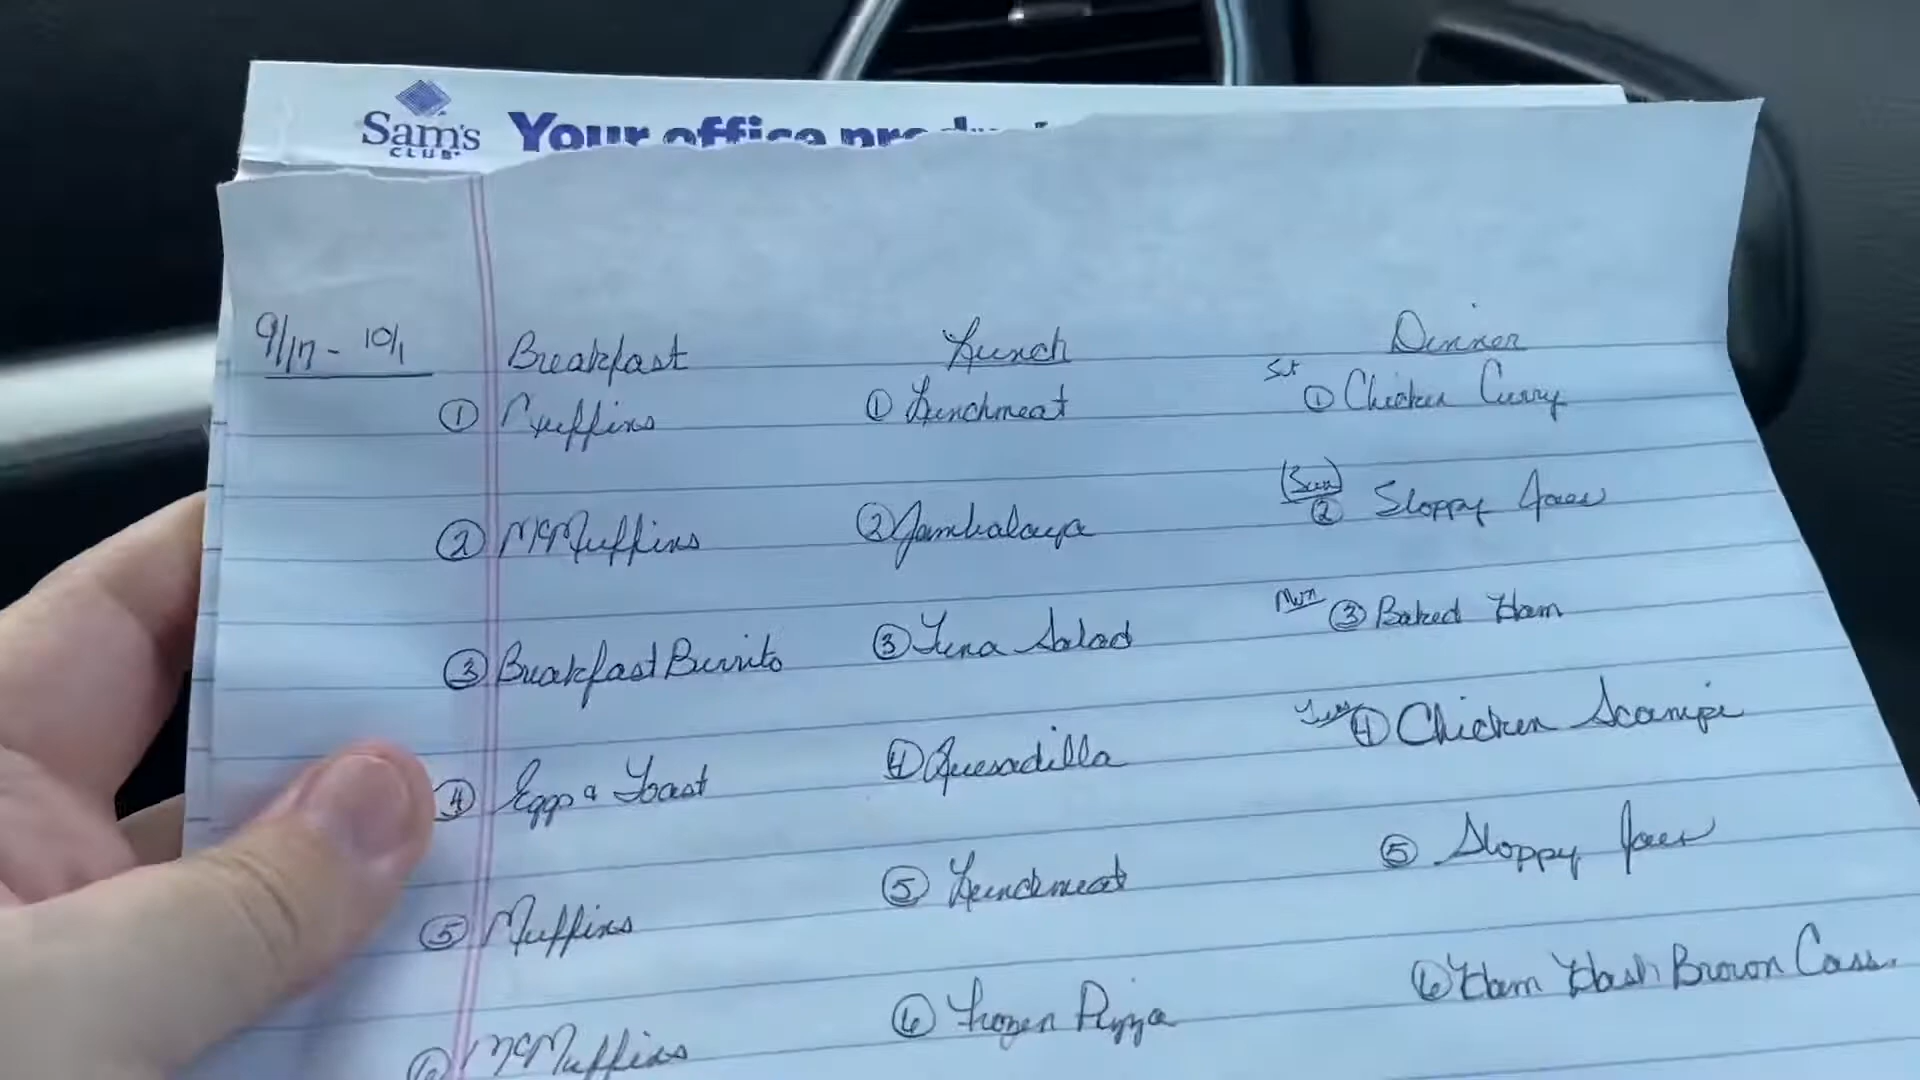 Sam's CLUB Your office prod
9/17 - 10/1 Breakfast Lunch Dinner
① Muffins ① Lunchmeat Sat ① Chicken Curry
② McMuffins ② Jambalaya (Sun) ② Sloppy Joes
③ Breakfast Burrito ③ Tuna Salad Mon ③ Baked Ham
④ Eggs & Toast ④ Quesadilla Tues ④ Chicken Scampi
⑤ Muffins ⑤ Lunchmeat ⑤ Sloppy Joes
⑥ McMuffins ⑥ Frozen Pizza ⑥ Ham Hash Brown Cass.